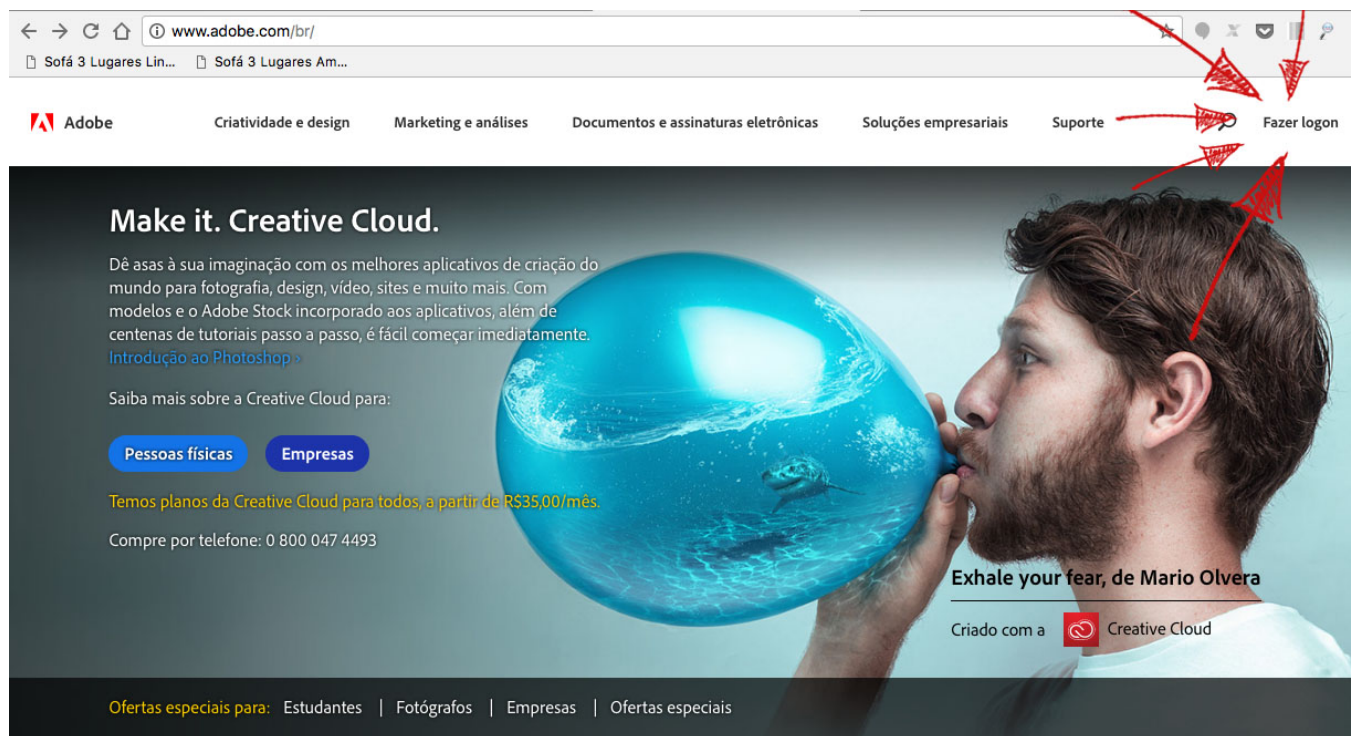 www.adobe.com/br/
Sofá 3 Lugares Lin... Sofá 3 Lugares Am...
Adobe Criatividade e design Marketing e análises Documentos e assinaturas eletrônicas Soluções empresariais Suporte Fazer logon
Make it. Creative Cloud.
Dê asas à sua imaginação com os melhores aplicativos de criação do
mundo para fotografia, design, vídeo, sites e muito mais. Com
modelos e o Adobe Stock incorporado aos aplicativos, além de
centenas de tutoriais passo a passo, é fácil começar imediatamente.
Introdução ao Photoshop ›
Saiba mais sobre a Creative Cloud para:
Pessoas físicas Empresas
Temos planos da Creative Cloud para todos, a partir de R$35,00/mês.
Compre por telefone: 0 800 047 4493
Exhale your fear, de Mario Olvera
Criado com a Creative Cloud
Ofertas especiais para: Estudantes | Fotógrafos | Empresas | Ofertas especiais